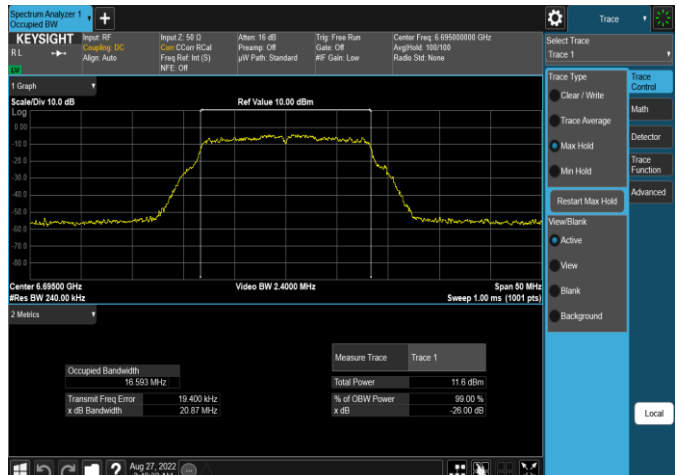 Spectrum Analyzer 1
Occupied BW
Trace
KEYSIGHT
R L
LXI
Input: RF
Coupling: DC
Align: Auto
Input Z: 50 Ω
Corr CCorr RCal
Freq Ref: Int (S)
NFE: Off
Atten: 16 dB
Preamp: Off
µW Path: Standard
Trig: Free Run
Gate: Off
#IF Gain: Low
Center Freq: 6.695000000 GHz
Avg|Hold: 100/100
Radio Std: None
Select Trace
Trace 1
1 Graph
Scale/Div 10.0 dB
Ref Value 10.00 dBm
Log
0.00
-10.0
-20.0
-30.0
-40.0
-50.0
-60.0
-70.0
-80.0
Center 6.69500 GHz
#Res BW 240.00 kHz
Video BW 2.4000 MHz
Span 50 MHz
Sweep 1.00 ms (1001 pts)
2 Metrics
Measure Trace
Trace 1
Occupied Bandwidth
16.593 MHz
Total Power
11.6 dBm
Transmit Freq Error
19.400 kHz
% of OBW Power
99.00 %
x dB Bandwidth
20.87 MHz
x dB
-26.00 dB
Trace Type
Clear / Write
Trace Average
Max Hold
Min Hold
Restart Max Hold
View/Blank
Active
View
Blank
Background
Trace
Control
Math
Detector
Trace
Function
Advanced
Local
?
Aug 27, 2022